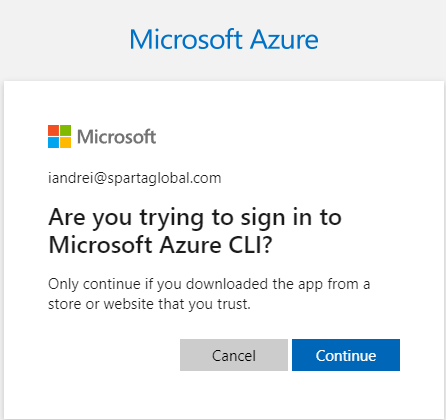 Microsoft Azure
Microsoft
iandrei@spartaglobal.com
Are you trying to sign in to
Microsoft Azure CLI?
Only continue if you downloaded the app from a
store or website that you trust.
Cancel
Continue